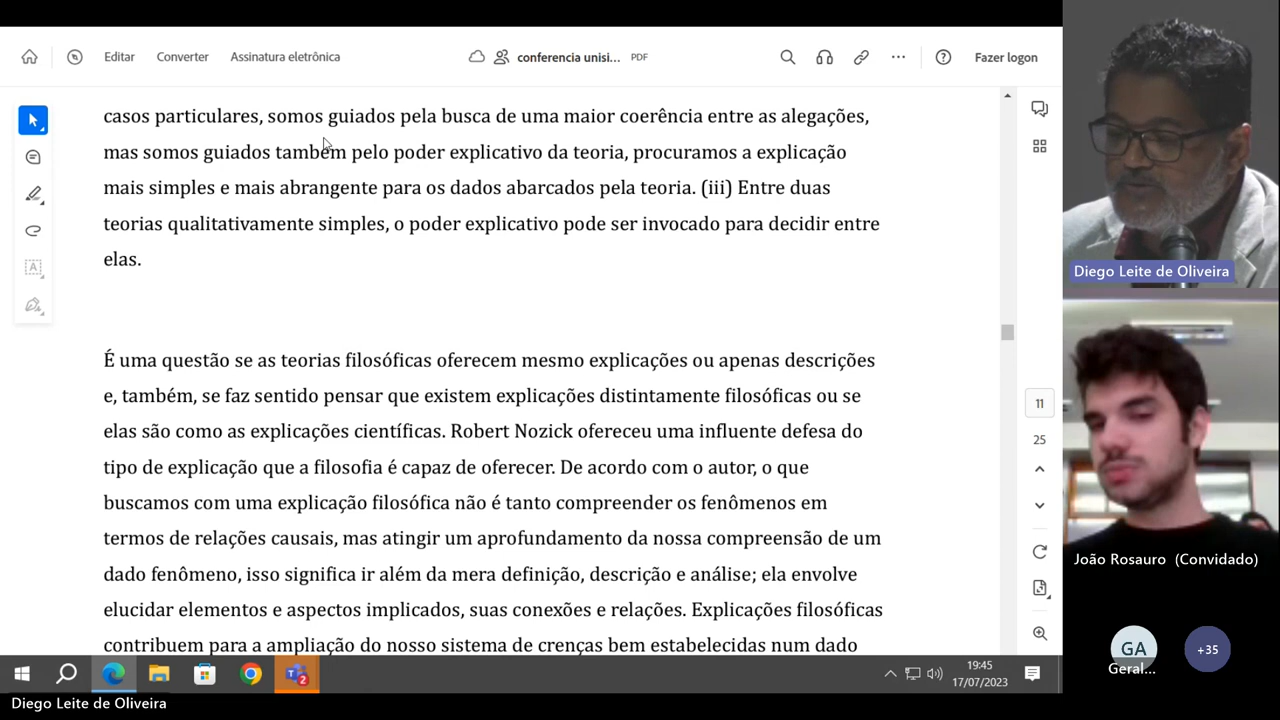 Editar
Converter
Assinatura eletrônica
conferencia unisi...
PDF
Fazer logon
casos particulares, somos guiados pela busca de uma maior coerência entre as alegações,
mas somos guiados também pelo poder explicativo da teoria, procuramos a explicação
mais simples e mais abrangente para os dados abarcados pela teoria. (iii) Entre duas
teorias qualitativamente simples, o poder explicativo pode ser invocado para decidir entre
elas.
É uma questão se as teorias filosóficas oferecem mesmo explicações ou apenas descrições
e, também, se faz sentido pensar que existem explicações distintamente filosóficas ou se
elas são como as explicações científicas. Robert Nozick ofereceu uma influente defesa do
tipo de explicação que a filosofia é capaz de oferecer. De acordo com o autor, o que
buscamos com uma explicação filosófica não é tanto compreender os fenômenos em
termos de relações causais, mas atingir um aprofundamento da nossa compreensão de um
dado fenômeno, isso significa ir além da mera definição, descrição e análise; ela envolve
elucidar elementos e aspectos implicados, suas conexões e relações. Explicações filosóficas
contribuem para a ampliação do nosso sistema de crenças bem estabelecidas num dado
11
25
Diego Leite de Oliveira
João Rosauro (Convidado)
GA
Geral...
+35
2
19:45
17/07/2023
Diego Leite de Oliveira